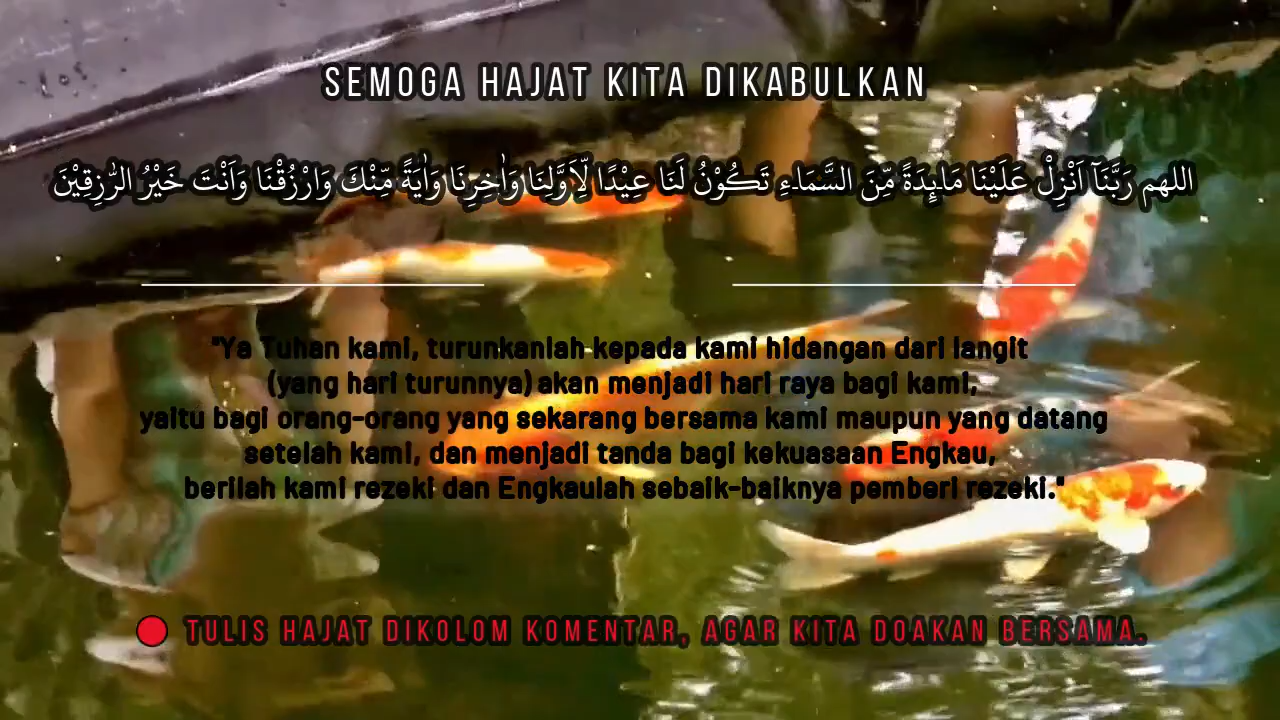 SEMOGA HAJAT KITA DIKABULKAN
اللهم رَبَّنَآ اَنْزِلْ عَلَيْنَا مَاۤىِٕدَةً مِّنَ السَّمَاۤءِ تَكُوْنُ لَنَا عِيْدًا لِّاَوَّلِنَا وَاٰخِرِنَا وَاٰيَةً مِّنْكَ وَارْزُقْنَا وَاَنْتَ خَيْرُ الرّٰزِقِيْنَ
"Ya Tuhan kami, turunkanlah kepada kami hidangan dari langit
(yang hari turunnya) akan menjadi hari raya bagi kami,
yaitu bagi orang-orang yang sekarang bersama kami maupun yang datang
setelah kami, dan menjadi tanda bagi kekuasaan Engkau,
berilah kami rezeki dan Engkaulah sebaik-baiknya pemberi rezeki."
TULIS HAJAT DIKOLOM KOMENTAR, AGAR KITA DOAKAN BERSAMA.